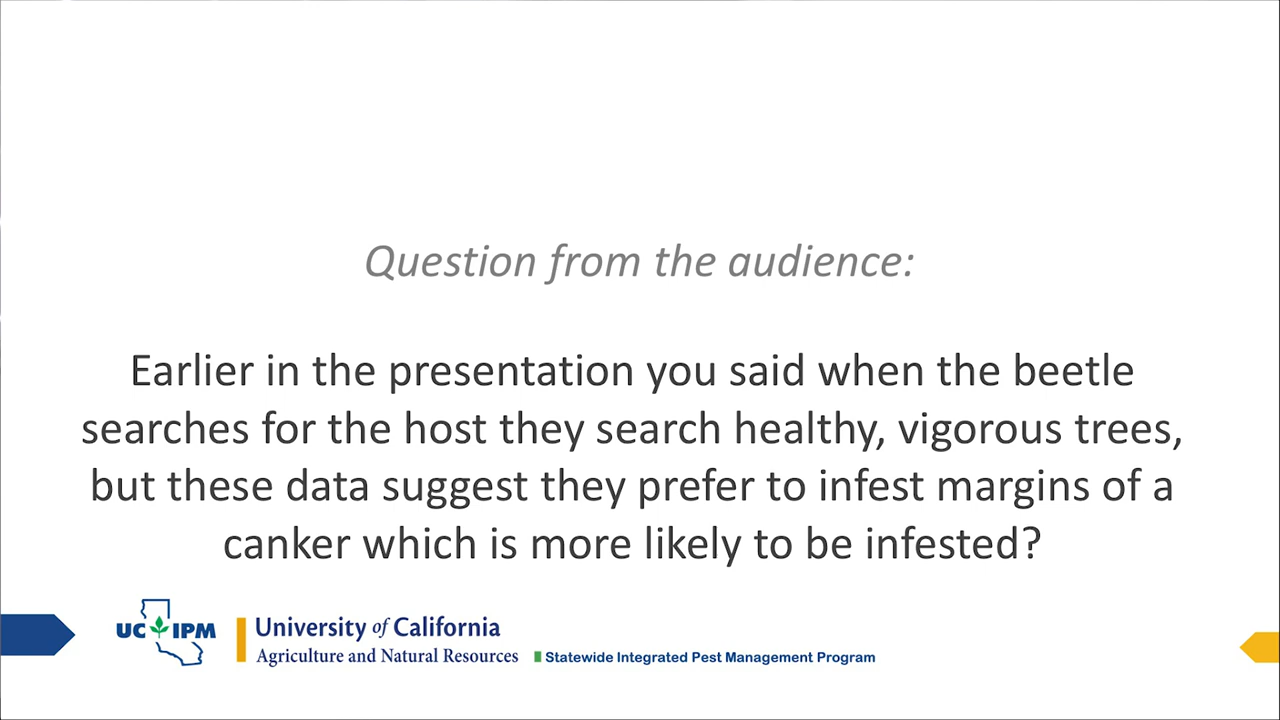 Question from the audience:
Earlier in the presentation you said when the beetle
searches for the host they search healthy, vigorous trees,
but these data suggest they prefer to infest margins of a
canker which is more likely to be infested?
UC IPM
University of California
Agriculture and Natural Resources
Statewide Integrated Pest Management Program